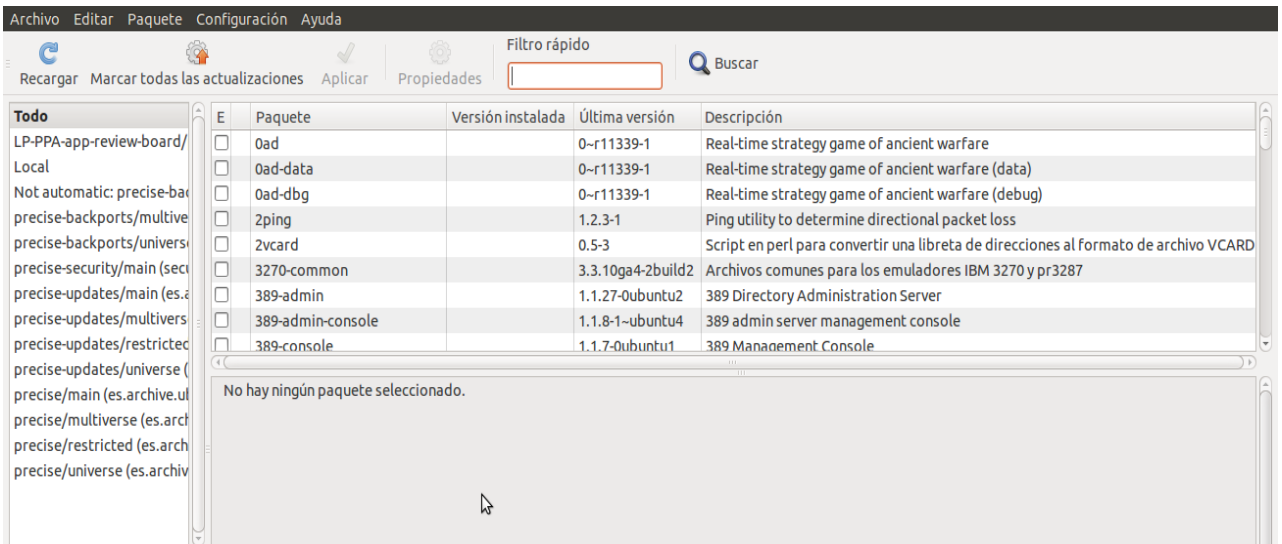 Archivo Editar Paquete Configuración Ayuda
Filtro rápido
Buscar
Recargar Marcar todas las actualizaciones Aplicar Propiedades
Todo
LP-PPA-app-review-board/
Local
Not automatic: precise-bac
precise-backports/multive
precise-backports/univers
precise-security/main (secu
precise-updates/main (es.a
precise-updates/multivers
precise-updates/restricted
precise-updates/universe (
precise/main (es.archive.ub
precise/multiverse (es.arch
precise/restricted (es.arch
precise/universe (es.archiv
E Paquete Versión instalada Última versión Descripción
0ad 0~r11339-1 Real-time strategy game of ancient warfare
0ad-data 0~r11339-1 Real-time strategy game of ancient warfare (data)
0ad-dbg 0~r11339-1 Real-time strategy game of ancient warfare (debug)
2ping 1.2.3-1 Ping utility to determine directional packet loss
2vcard 0.5-3 Script en perl para convertir una libreta de direcciones al formato de archivo VCARD
3270-common 3.3.10ga4-2build2 Archivos comunes para los emuladores IBM 3270 y pr3287
389-admin 1.1.27-0ubuntu2 389 Directory Administration Server
389-admin-console 1.1.8-1~ubuntu4 389 admin server management console
389-console 1.1.7-0ubuntu1 389 Management Console
No hay ningún paquete seleccionado.